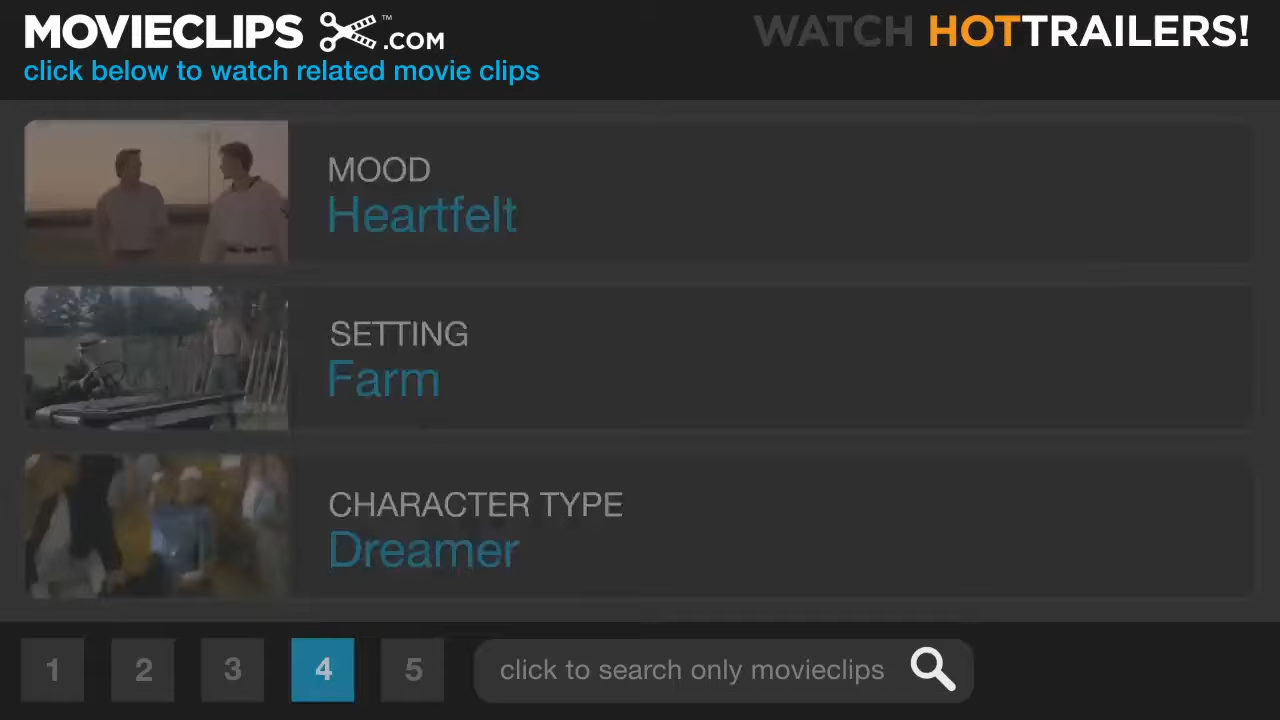 MOVIECLIPS ™ .COM
WATCH HOTTRAILERS!
click below to watch related movie clips
MOOD
Heartfelt
SETTING
Farm
CHARACTER TYPE
Dreamer
1 2 3 4 5 click to search only movieclips